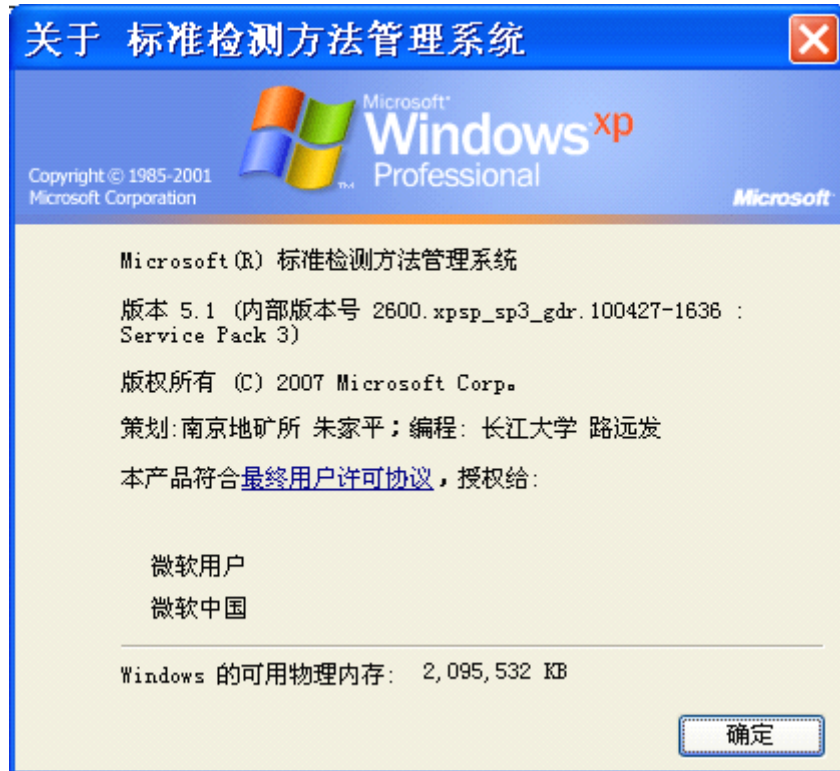 关于 标准检测方法管理系统
Microsoft®
Windows xp
Professional
TM
Copyright © 1985-2001
Microsoft Corporation
Microsoft
Microsoft(R) 标准检测方法管理系统
版本 5.1 (内部版本号 2600.xpsp_sp3_gdr.100427-1636 :
Service Pack 3)
版权所有 (C) 2007 Microsoft Corp。
策划:南京地矿所 朱家平；编程: 长江大学 路远发
本产品符合最终用户许可协议，授权给:
微软用户
微软中国
Windows 的可用物理内存: 2,095,532 KB
确定